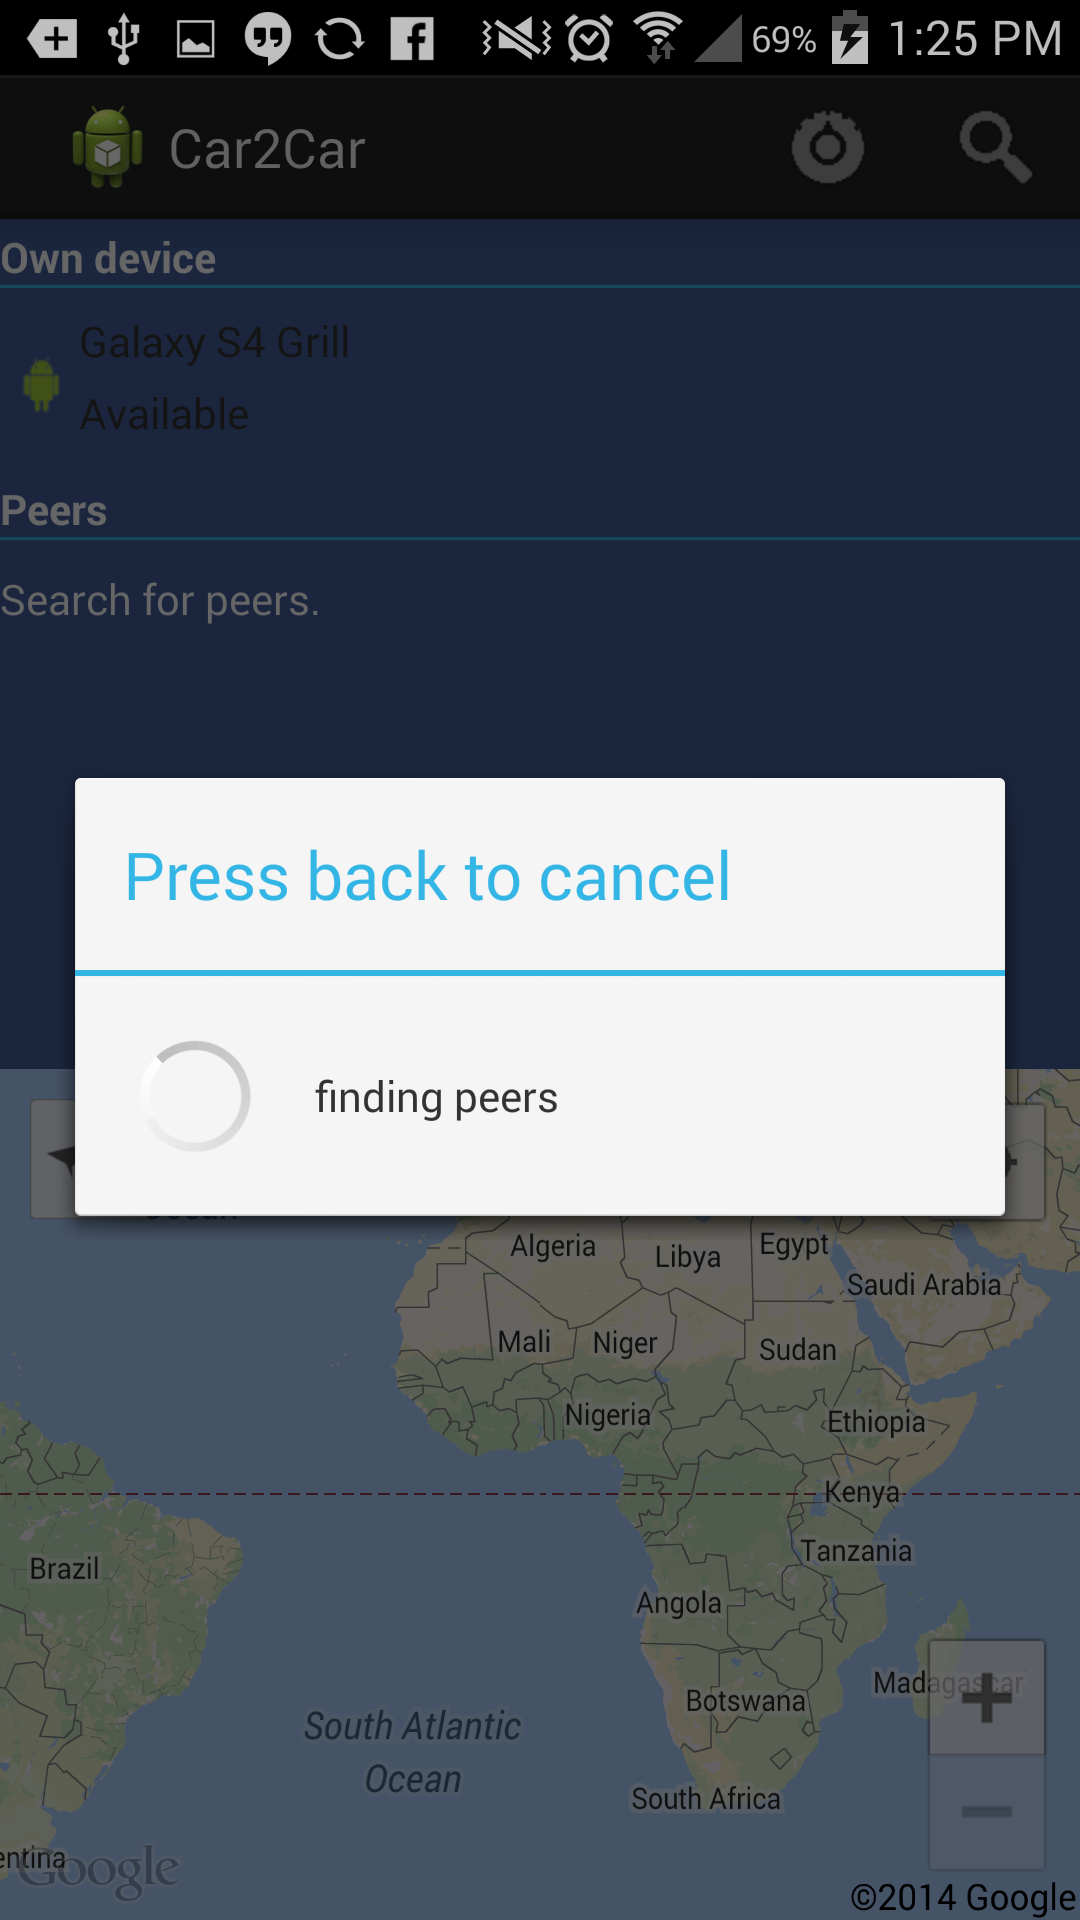 69% 1:25 PM
Car2Car
Own device
Galaxy S4 Grill
Available
Peers
Search for peers.
Press back to cancel
finding peers
Algeria
Libya
Egypt
Saudi Arabia
Mali
Niger
Sudan
Nigeria
Ethiopia
Kenya
Tanzania
Brazil
Angola
Madagascar
Botswana
South Atlantic
Ocean
South Africa
entina
Google
©2014 Google